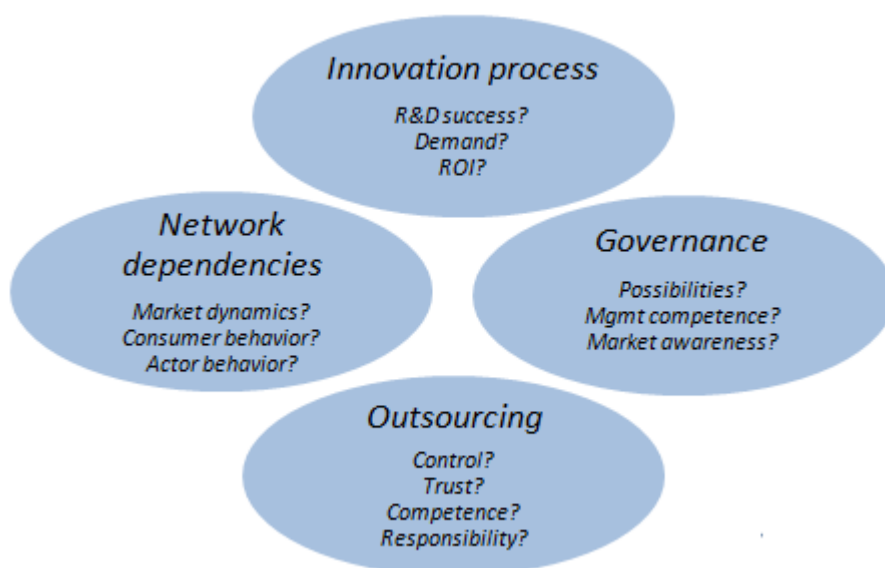 Innovation process
R&D success?
Demand?
ROI?
Network
dependencies
Market dynamics?
Consumer behavior?
Actor behavior?
Governance
Possibilities?
Mgmt competence?
Market awareness?
Outsourcing
Control?
Trust?
Competence?
Responsibility?